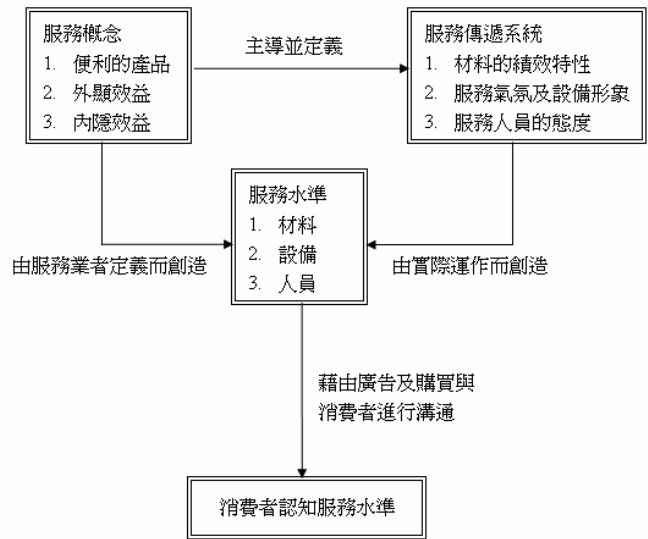 服務概念
1. 便利的產品
2. 外顯效益
3. 內隱效益
主導並定義
服務傳遞系統
1. 材料的績效特性
2. 服務氣氛及設備形象
3. 服務人員的態度
服務水準
1. 材料
2. 設備
3. 人員
由服務業者定義而創造
由實際運作而創造
藉由廣告及購買與
消費者進行溝通
消費者認知服務水準